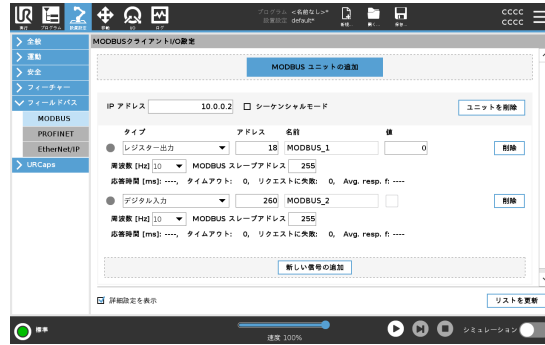 UR
実行
プログラム
設置設定
移動
I/O
ログ
プログラム <名前なし>*
設置設定 default*
新規...
開く...
保存...
CCCC
CCCC
全般
運動
安全
フィーチャー
フィールドバス
MODBUS
PROFINET
EtherNet/IP
URCaps
MODBUSクライアントI/O設定
MODBUS ユニットの追加
IP アドレス 10.0.0.2 シーケンシャルモード ユニットを削除
タイプ アドレス 名前 値
レジスター出力 18 MODBUS_1 0 削除
周波数 [Hz] 10 MODBUS スレーブアドレス 255
応答時間 [ms]: ----, タイムアウト: 0, リクエストに失敗: 0, Avg. resp. f: ----
デジタル入力 260 MODBUS_2 削除
周波数 [Hz] 10 MODBUS スレーブアドレス 255
応答時間 [ms]: ----, タイムアウト: 0, リクエストに失敗: 0, Avg. resp. f: ----
新しい信号の追加
詳細設定を表示 リストを更新
標準
速度 100%
シミュレーション